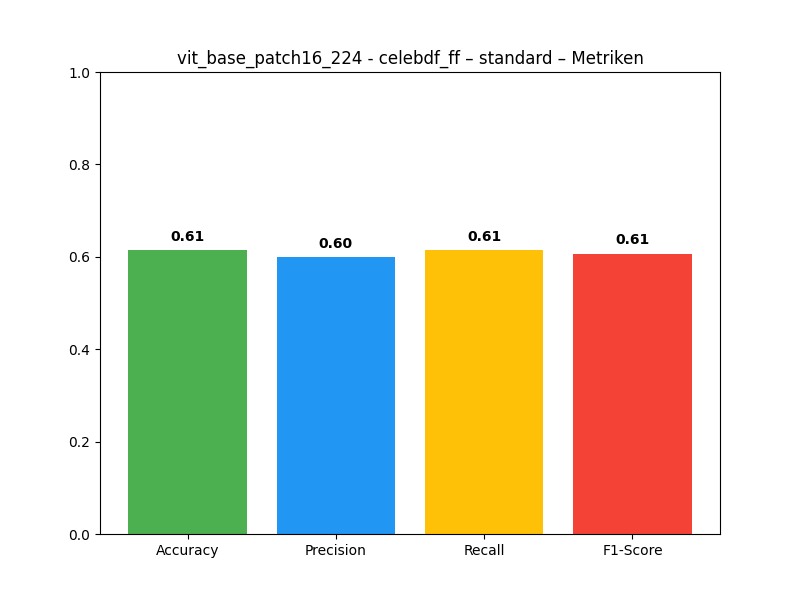 vit_base_patch16_224 - celebdf_ff – standard – Metriken
1.0
0.8
0.6
0.4
0.2
0.0
0.61
0.60
0.61
0.61
Accuracy
Precision
Recall
F1-Score